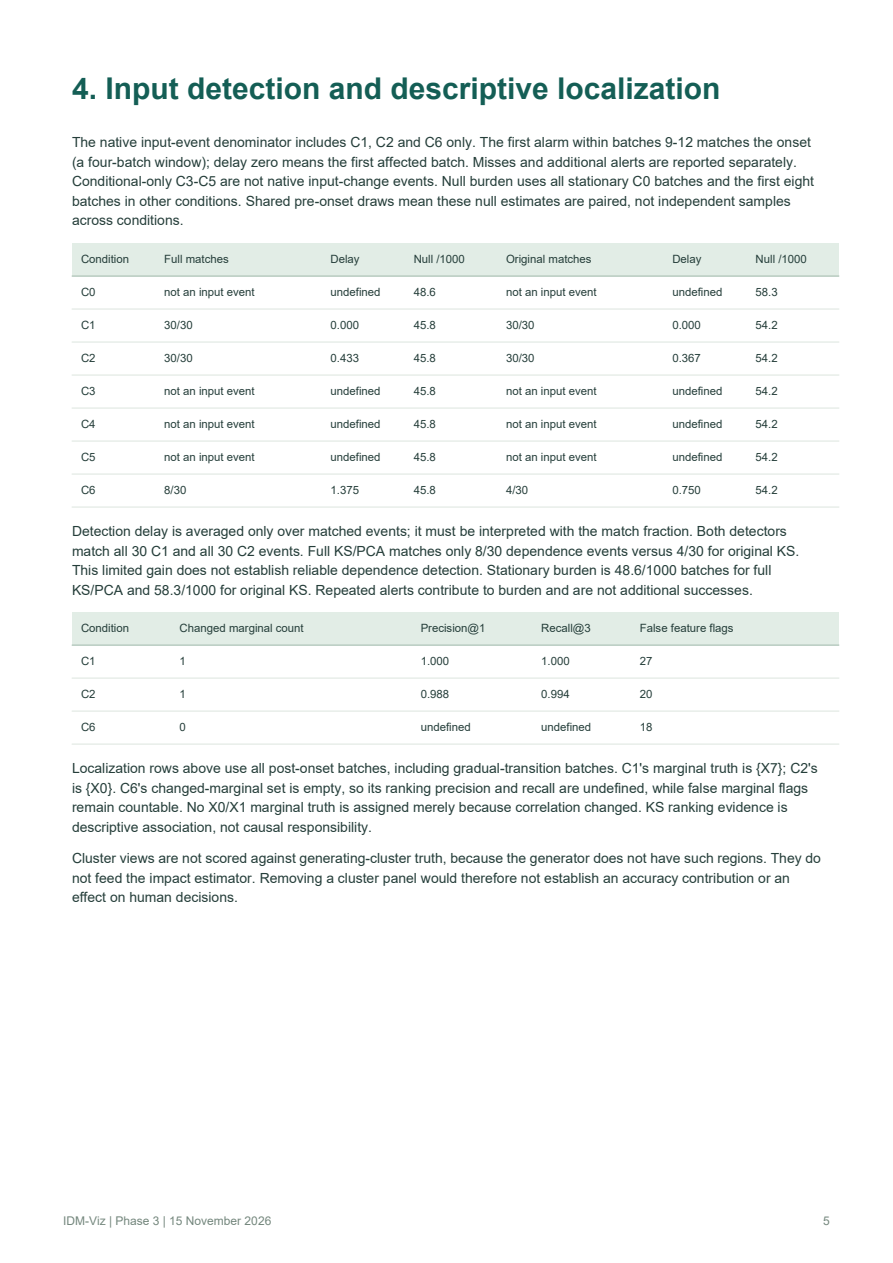 4. Input detection and descriptive localization
The native input-event denominator includes C1, C2 and C6 only. The first alarm within batches 9-12 matches the onset
(a four-batch window); delay zero means the first affected batch. Misses and additional alerts are reported separately.
Conditional-only C3-C5 are not native input-change events. Null burden uses all stationary C0 batches and the first eight
batches in other conditions. Shared pre-onset draws mean these null estimates are paired, not independent samples
across conditions.
Condition Full matches Delay Null /1000 Original matches Delay Null /1000
C0 not an input event undefined 48.6 not an input event undefined 58.3
C1 30/30 0.000 45.8 30/30 0.000 54.2
C2 30/30 0.433 45.8 30/30 0.367 54.2
C3 not an input event undefined 45.8 not an input event undefined 54.2
C4 not an input event undefined 45.8 not an input event undefined 54.2
C5 not an input event undefined 45.8 not an input event undefined 54.2
C6 8/30 1.375 45.8 4/30 0.750 54.2
Detection delay is averaged only over matched events; it must be interpreted with the match fraction. Both detectors
match all 30 C1 and all 30 C2 events. Full KS/PCA matches only 8/30 dependence events versus 4/30 for original KS.
This limited gain does not establish reliable dependence detection. Stationary burden is 48.6/1000 batches for full
KS/PCA and 58.3/1000 for original KS. Repeated alerts contribute to burden and are not additional successes.
Condition Changed marginal count Precision@1 Recall@3 False feature flags
C1 1 1.000 1.000 27
C2 1 0.988 0.994 20
C6 0 undefined undefined 18
Localization rows above use all post-onset batches, including gradual-transition batches. C1's marginal truth is {X7}; C2's
is {X0}. C6's changed-marginal set is empty, so its ranking precision and recall are undefined, while false marginal flags
remain countable. No X0/X1 marginal truth is assigned merely because correlation changed. KS ranking evidence is
descriptive association, not causal responsibility.
Cluster views are not scored against generating-cluster truth, because the generator does not have such regions. They do
not feed the impact estimator. Removing a cluster panel would therefore not establish an accuracy contribution or an
effect on human decisions.
IDM-Viz | Phase 3 | 15 November 2026 5